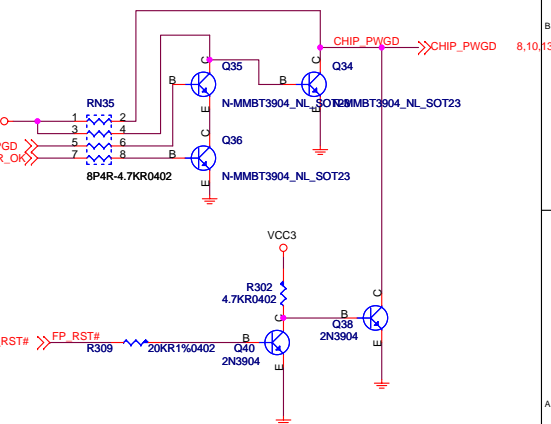 B
CHIP_PWGD
CHIP_PWGD
8,10,13
C
Q35
C
Q34
B
B
N-MMBT3904_NL_SOT23
N-MMBT3904_NL_SOT23
RN35
E
E
1
2
3
4
C
Q36
PGD
5
6
R_OK
7
8
B
8P4R-4.7KR0402
N-MMBT3904_NL_SOT23
E
VCC3
R302
4.7KR0402
C
C
B
Q38
2N3904
RST#
FP_RST#
R309
20KR1%0402
B
Q40
2N3904
E
E
A